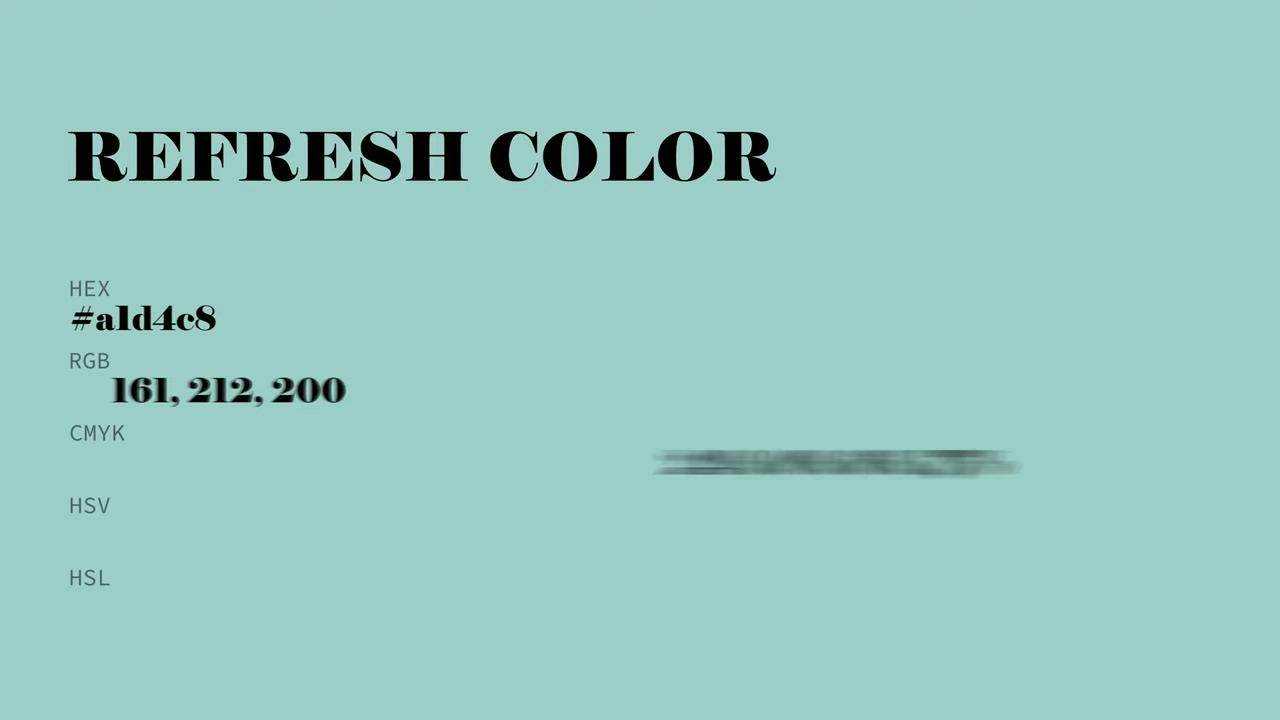 REFRESH COLOR
HEX
#a1d4c8
RGB
161, 212, 200
CMYK
HSV
HSL